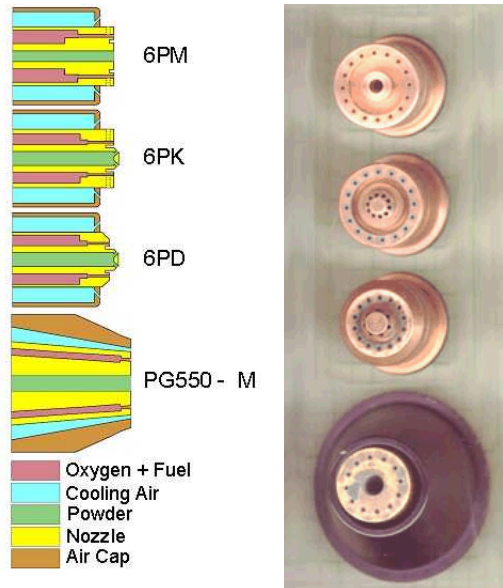 6PM
6PK
6PD
PG550 - M
Oxygen + Fuel
Cooling Air
Powder
Nozzle
Air Cap